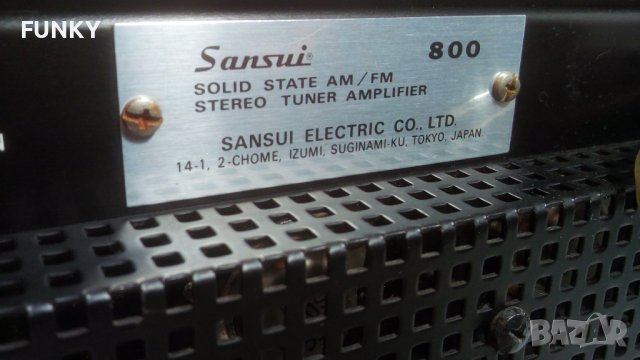 FUNKY
Sansui® 800
SOLID STATE AM/FM
STEREO TUNER AMPLIFIER
SANSUI ELECTRIC CO., LTD.
14-1, 2-CHOME, IZUMI, SUGINAMI-KU, TOKYO, JAPAN
N
BAZAR